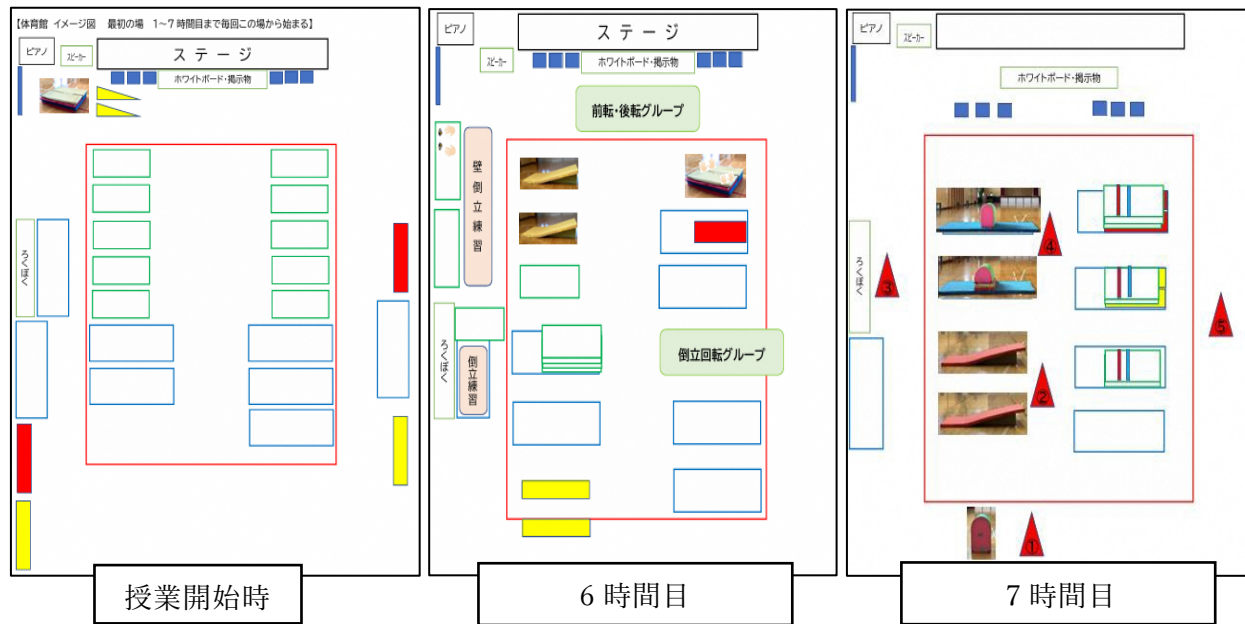 【体育館 イメージ図 最初の場 1~7時間目まで毎回この場から始まる】
ピアノ
スピーカー
ステージ
ホワイトボード・掲示物
ろくぼく
授業開始時
ピアノ
ステージ
スピーカー
ホワイトボード・掲示物
前転・後転グループ
壁倒立練習
倒立回転グループ
ろくぼく
倒立練習
6時間目
ピアノ
スピーカー
ホワイトボード・掲示物
④
ろくぼく
③
⑤
②
①
7時間目